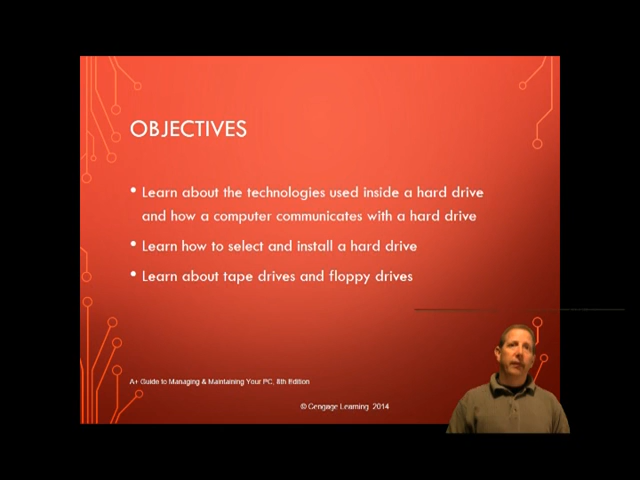 OBJECTIVES
• Learn about the technologies used inside a hard drive
and how a computer communicates with a hard drive
• Learn how to select and install a hard drive
• Learn about tape drives and floppy drives
A+ Guide to Managing & Maintaining Your PC, 8th Edition
© Cengage Learning 2014